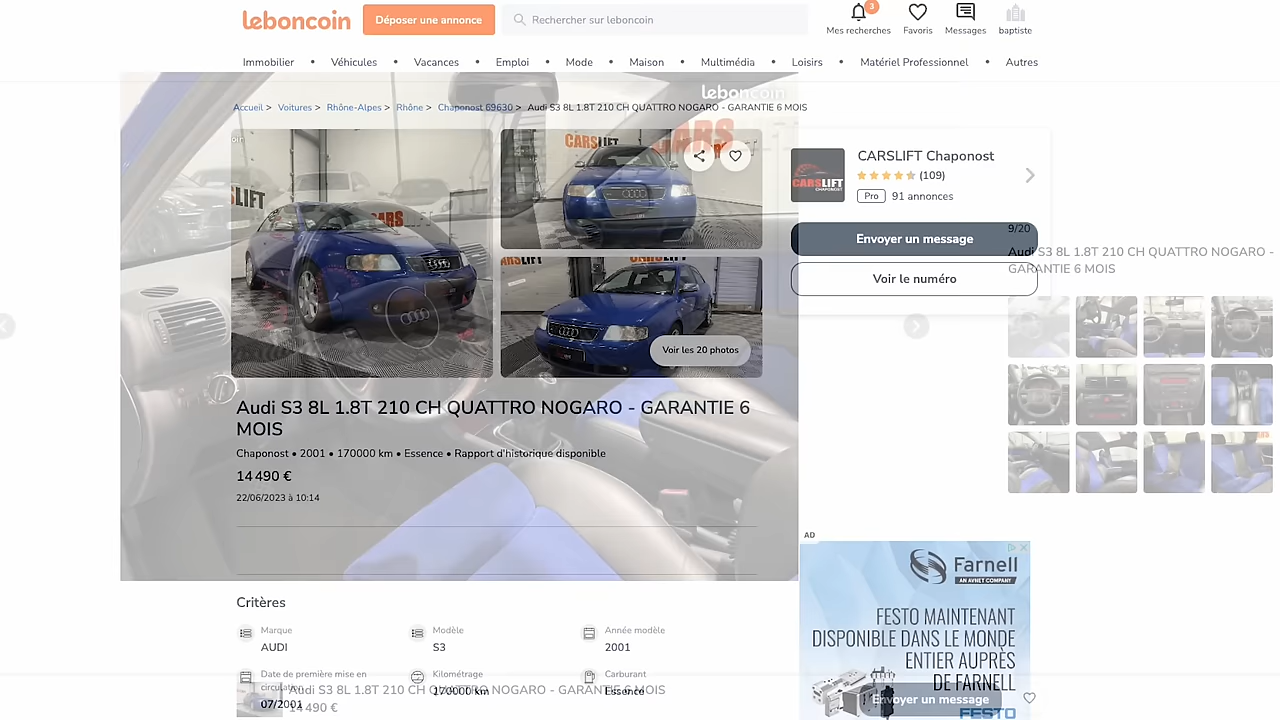 leboncoin
Déposer une annonce
Rechercher sur leboncoin
3
Mes recherches
Favoris
Messages
baptiste
Immobilier • Véhicules • Vacances • Emploi • Mode • Maison • Multimédia • Loisirs • Matériel Professionnel • Autres
leboncoin
Accueil > Voitures > Rhône-Alpes > Rhône > Chaponost 69630 > Audi S3 8L 1.8T 210 CH QUATTRO NOGARO - GARANTIE 6 MOIS
CARSLIFT
CARS
LIFT
CARS
CARSLIFT
Voir les 20 photos
CARSLIFT
CHAPONOST
CARSLIFT Chaponost
(109)
Pro 91 annonces
Envoyer un message
Voir le numéro
9/20
Audi S3 8L 1.8T 210 CH QUATTRO NOGARO -
GARANTIE 6 MOIS
Audi S3 8L 1.8T 210 CH QUATTRO NOGARO - GARANTIE 6
MOIS
Chaponost • 2001 • 170000 km • Essence • Rapport d'historique disponible
14 490 €
22/06/2023 à 10:14
Critères
Marque
AUDI
Modèle
S3
Année modèle
2001
Date de première mise en
circulation
07/2001
Kilométrage
170000 km
Carburant
Essence
Audi S3 8L 1.8T 210 CH QUATTRO NOGARO - GARANTIE 6 MOIS
14 490 €
AD
Farnell
AN AVNET COMPANY
FESTO MAINTENANT
DISPONIBLE DANS LE MONDE
ENTIER AUPRÈS
DE FARNELL
Envoyer un message
FESTO